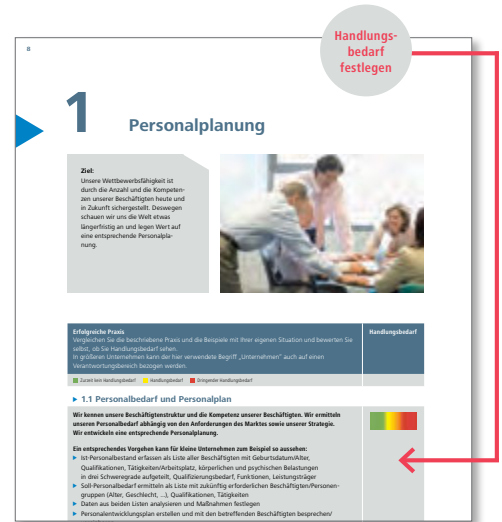 Handlungs-
bedarf
festlegen
8
1 Personalplanung
Ziel:
Unsere Wettbewerbsfähigkeit ist
durch die Anzahl und die Kompeten-
zen unserer Beschäftigten heute und
in Zukunft sichergestellt. Deswegen
schauen wir uns die Welt etwas
längerfristig an und legen Wert auf
eine entsprechende Personalpla-
nung.
Erfolgreiche Praxis
Vergleichen Sie die beschriebene Praxis und die Beispiele mit Ihrer eigenen Situation und bewerten Sie
selbst, ob Sie Handlungsbedarf sehen.
In größeren Unternehmen kann der hier verwendete Begriff „Unternehmen" auch auf einen
Verantwortungsbereich bezogen werden.
Handlungsbedarf
Zurzeit kein Handlungsbedarf Handlungsbedarf Dringender Handlungsbedarf
▸ 1.1 Personalbedarf und Personalplan
Wir kennen unsere Beschäftigtenstruktur und die Kompetenz unserer Beschäftigten. Wir ermitteln
unseren Personalbedarf abhängig von den Anforderungen des Marktes sowie unserer Strategie.
Wir entwickeln eine entsprechende Personalplanung.
Ein entsprechendes Vorgehen kann für kleine Unternehmen zum Beispiel so aussehen:
▸ Ist-Personalbestand erfassen als Liste aller Beschäftigten mit Geburtsdatum/Alter,
Qualifikationen, Tätigkeiten/Arbeitsplatz, körperlichen und psychischen Belastungen
in drei Schweregrade aufgeteilt, Qualifizierungsbedarf, Funktionen, Leistungsträger
▸ Soll-Personalbedarf ermitteln als Liste mit zukünftig erforderlichen Beschäftigten/Personen-
gruppen (Alter, Geschlecht, ...), Qualifikationen, Tätigkeiten
▸ Daten aus beiden Listen analysieren und Maßnahmen festlegen
▸ Personalentwicklungsplan erstellen und mit den betreffenden Beschäftigten besprechen/